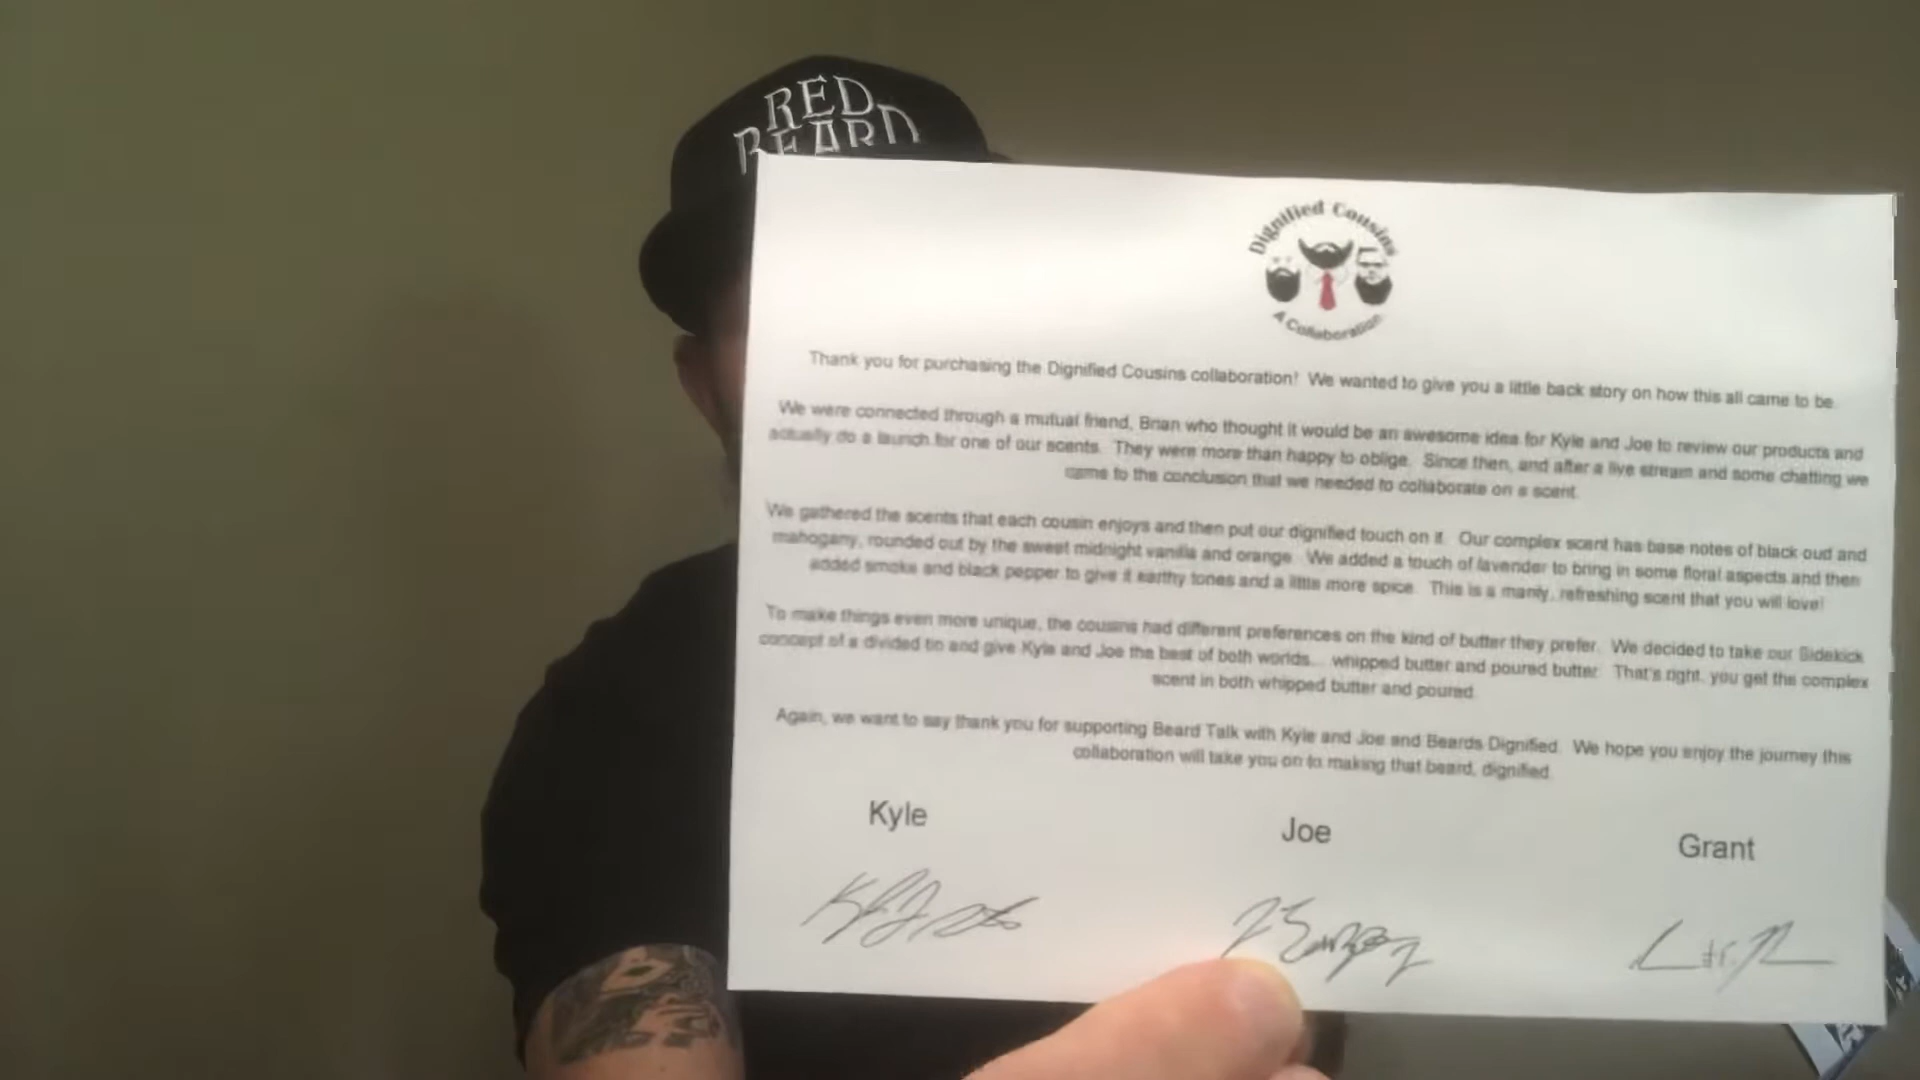 RED
BEARD
Dignified Cousins
A Collaboration
Thank you for purchasing the Dignified Cousins collaboration! We wanted to give you a little back story on how this all came to be.
We were connected through a mutual friend, Brian who thought it would be an awesome idea for Kyle and Joe to review our products and
actually do a launch for one of our scents. They were more than happy to oblige. Since then, and after a live stream and some chatting we
came to the conclusion that we needed to collaborate on a scent.
We gathered the scents that each cousin enjoys and then put our dignified touch on it. Our complex scent has base notes of black oud and
mahogany, rounded out by the sweet midnight vanilla and orange. We added a touch of lavender to bring in some floral aspects and then
added smoke and black pepper to give it earthy tones and a little more spice. This is a manly, refreshing scent that you will love!
To make things even more unique, the cousins had different preferences on the kind of butter they prefer. We decided to take our Sidekick
concept of a divided tin and give Kyle and Joe the best of both worlds... whipped butter and poured butter. That's right, you get the complex
scent in both whipped butter and poured.
Again, we want to say thank you for supporting Beard Talk with Kyle and Joe and Beards Dignified. We hope you enjoy the journey this
collaboration will take you on to making that beard, dignified.
Kyle
Joe
Grant